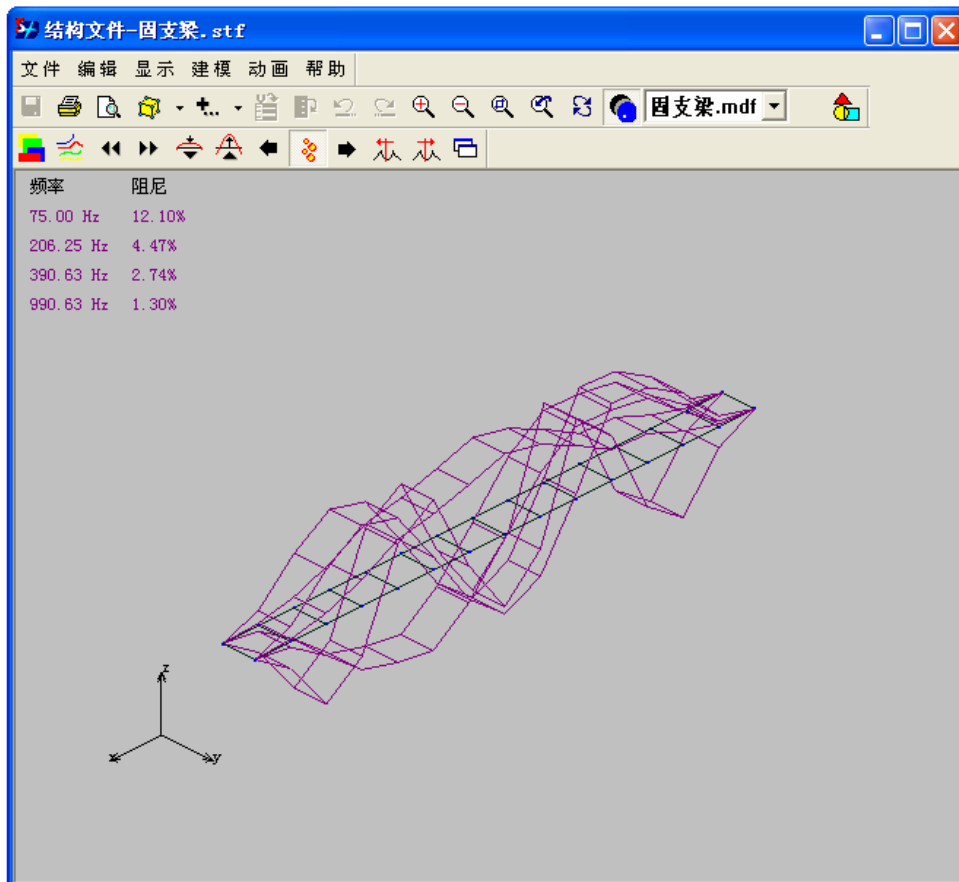 结构文件-固支梁.stf
文件 编辑 显示 建模 动画 帮助
固支梁.mdf
频率 阻尼
75.00 Hz 12.10%
206.25 Hz 4.47%
390.63 Hz 2.74%
990.63 Hz 1.30%
z
x
y